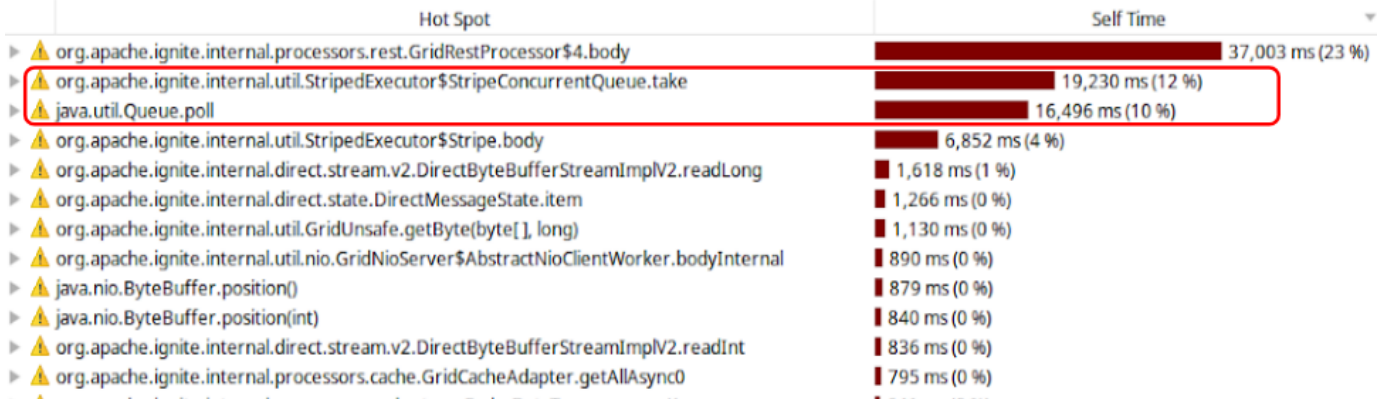 Hot Spot Self Time
org.apache.ignite.internal.processors.rest.GridRestProcessor$4.body 37,003 ms (23 %)
org.apache.ignite.internal.util.StripedExecutor$StripeConcurrentQueue.take 19,230 ms (12 %)
java.util.Queue.poll 16,496 ms (10 %)
org.apache.ignite.internal.util.StripedExecutor$Stripe.body 6,852 ms (4 %)
org.apache.ignite.internal.direct.stream.v2.DirectByteBufferStreamImplV2.readLong 1,618 ms (1 %)
org.apache.ignite.internal.direct.state.DirectMessageState.item 1,266 ms (0 %)
org.apache.ignite.internal.util.GridUnsafe.getByte(byte[ ], long) 1,130 ms (0 %)
org.apache.ignite.internal.util.nio.GridNioServer$AbstractNioClientWorker.bodyInternal 890 ms (0 %)
java.nio.ByteBuffer.position() 879 ms (0 %)
java.nio.ByteBuffer.position(int) 840 ms (0 %)
org.apache.ignite.internal.direct.stream.v2.DirectByteBufferStreamImplV2.readInt 836 ms (0 %)
org.apache.ignite.internal.processors.cache.GridCacheAdapter.getAllAsync0 795 ms (0 %)